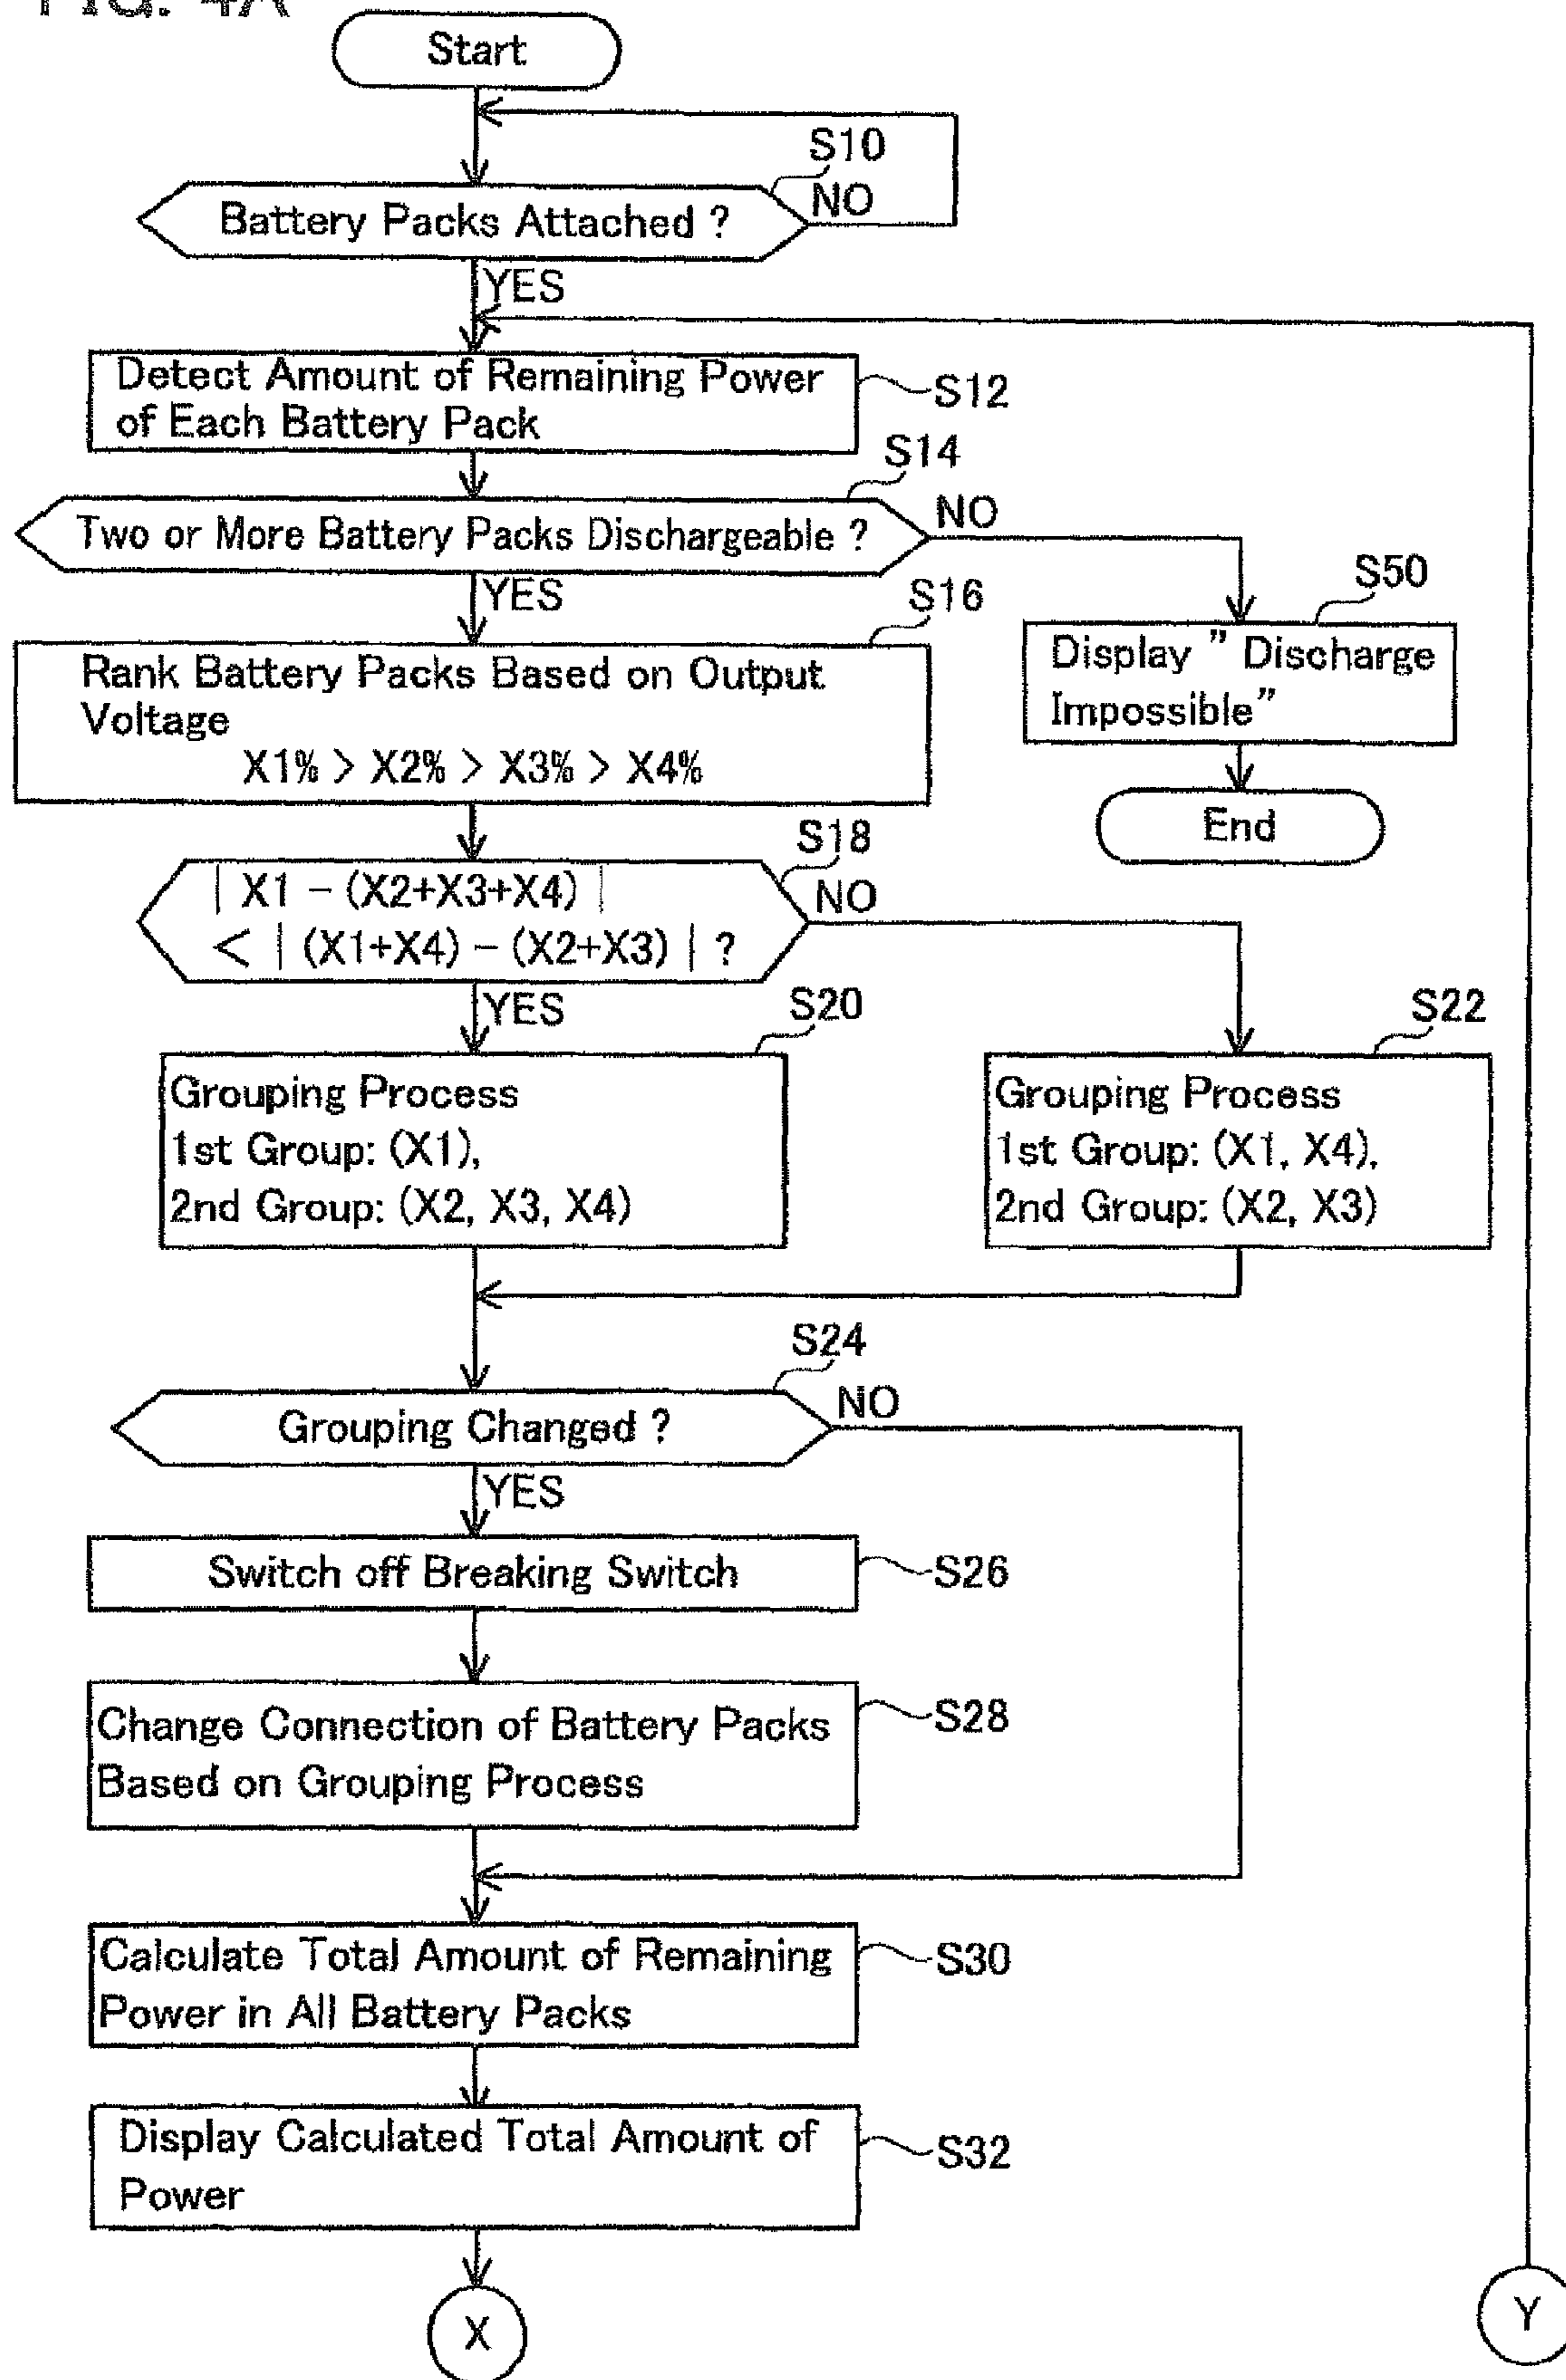 FIG. 4A
Start
S10
Battery Packs Attached ?
NO
YES
Detect Amount of Remaining Power
of Each Battery Pack
S12
S14
Two or More Battery Packs Dischargeable ?
NO
YES
S16
Rank Battery Packs Based on Output
Voltage
X1% > X2% > X3% > X4%
S50
Display " Discharge
Impossible"
End
S18
| X1 - (X2+X3+X4) |
< | (X1+X4) - (X2+X3) | ?
NO
YES
S20
Grouping Process
1st Group: (X1),
2nd Group: (X2, X3, X4)
S22
Grouping Process
1st Group: (X1, X4),
2nd Group: (X2, X3)
S24
Grouping Changed ?
NO
YES
Switch off Breaking Switch
S26
Change Connection of Battery Packs
Based on Grouping Process
S28
Calculate Total Amount of Remaining
Power in All Battery Packs
S30
Display Calculated Total Amount of
Power
S32
X
Y